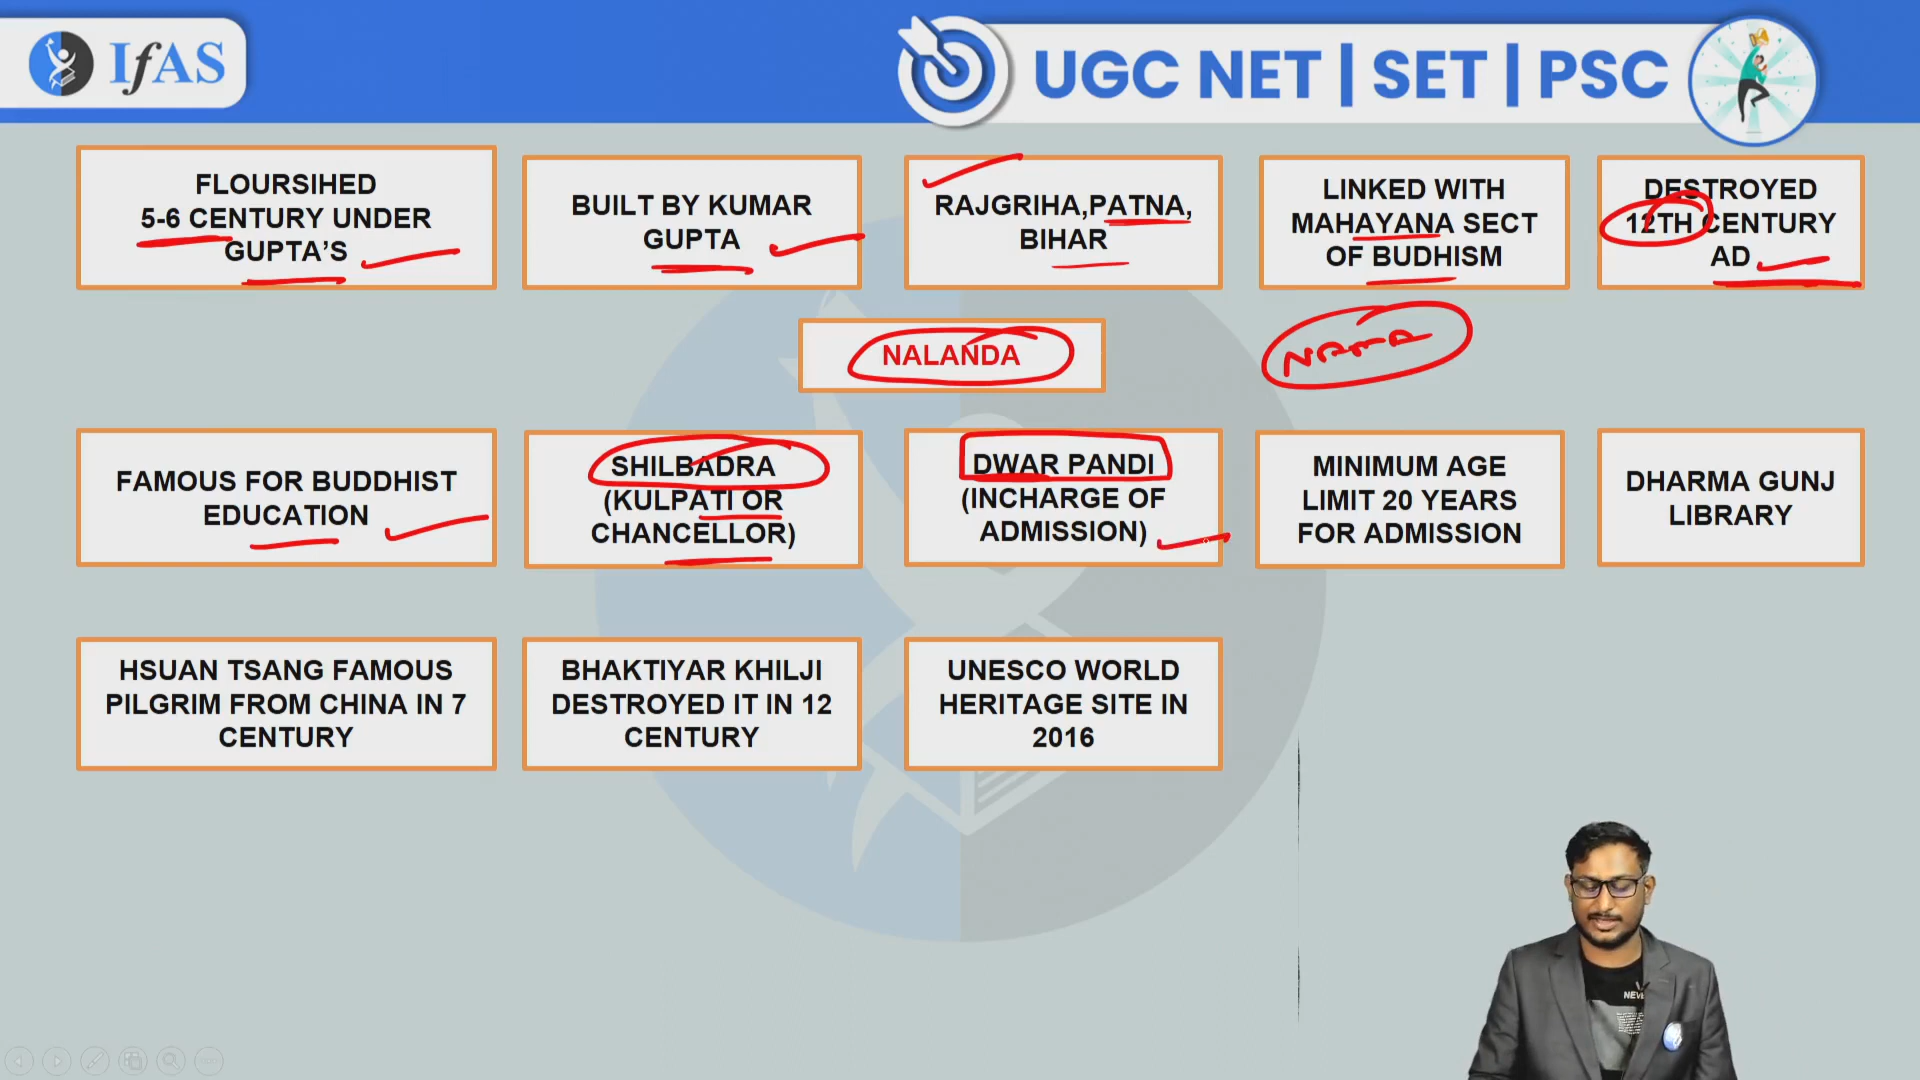 IfAS
UGC NET | SET | PSC
FLOURSIHED
5-6 CENTURY UNDER
GUPTA'S
BUILT BY KUMAR
GUPTA
RAJGRIHA,PATNA,
BIHAR
LINKED WITH
MAHAYANA SECT
OF BUDHISM
DESTROYED
12TH CENTURY
AD
NALANDA
FAMOUS FOR BUDDHIST
EDUCATION
SHILBADRA
(KULPATI OR
CHANCELLOR)
DWAR PANDI
(INCHARGE OF
ADMISSION)
MINIMUM AGE
LIMIT 20 YEARS
FOR ADMISSION
DHARMA GUNJ
LIBRARY
HSUAN TSANG FAMOUS
PILGRIM FROM CHINA IN 7
CENTURY
BHAKTIYAR KHILJI
DESTROYED IT IN 12
CENTURY
UNESCO WORLD
HERITAGE SITE IN
2016